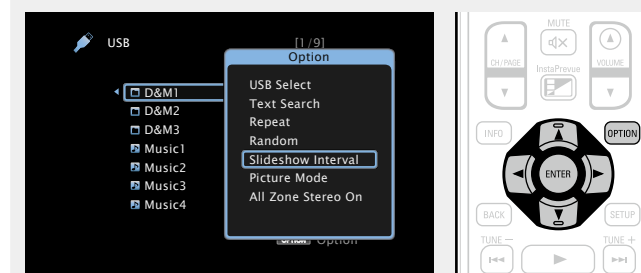 USB
[1/9]
Option
D&M1
D&M2
D&M3
Music1
Music2
Music3
Music4
USB Select
Text Search
Repeat
Random
Slideshow Interval
Picture Mode
All Zone Stereo On
Option
MUTE
CH/PAGE
InstaPrevue
VOLUME
INFO
OPTION
ENTER
BACK
SETUP
TUNE −
TUNE +